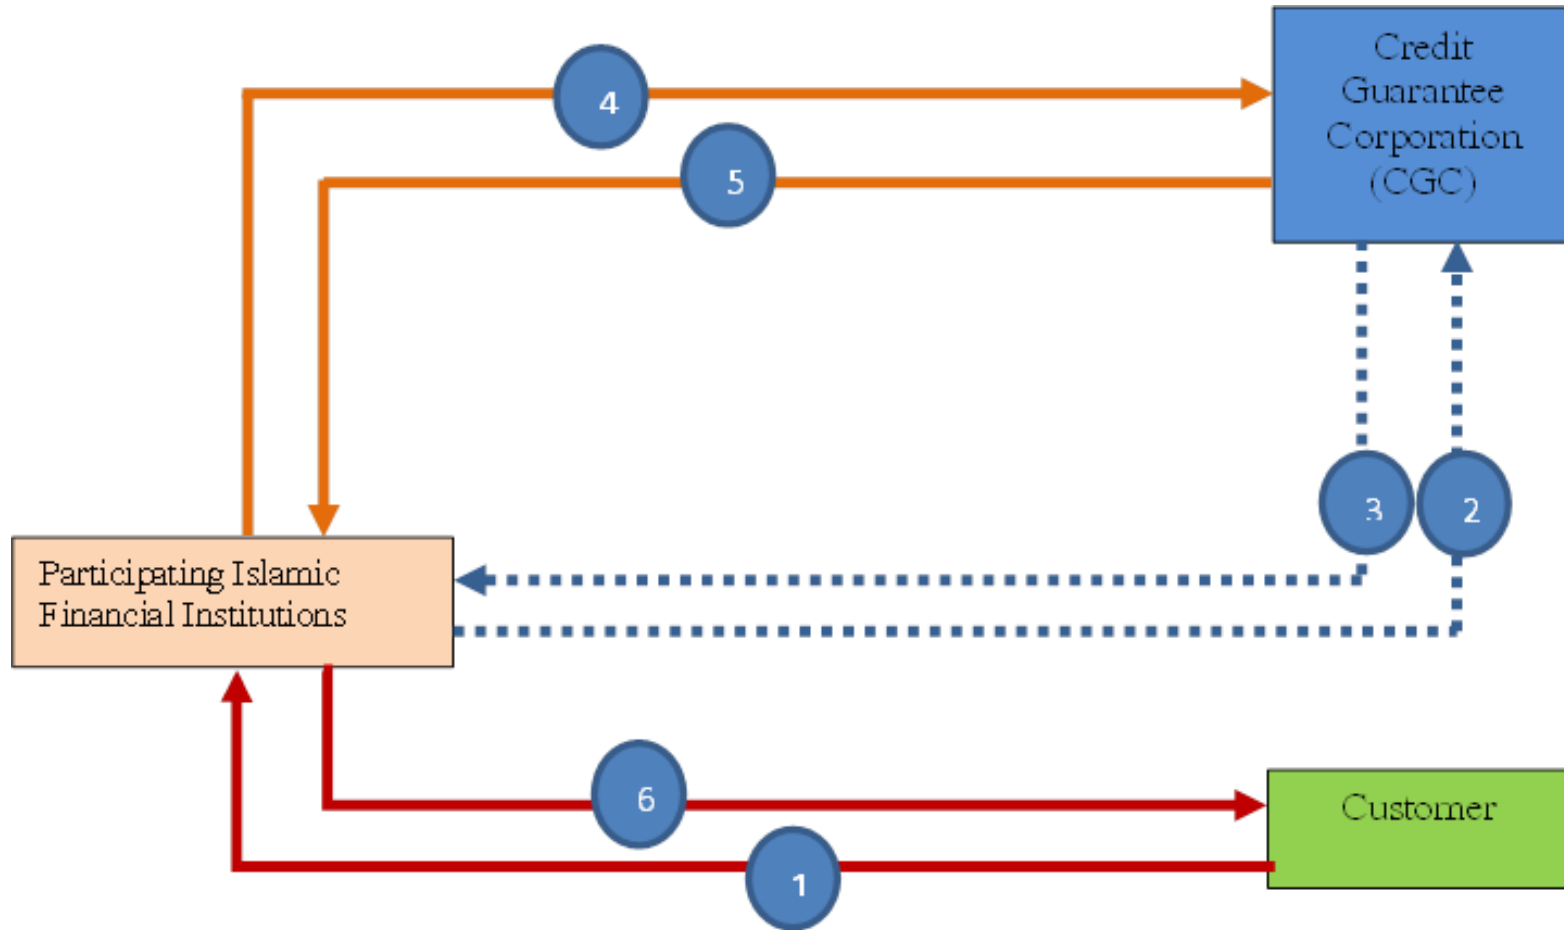 Credit
Guarantee
Corporation
(CGC)
4
5
3
2
Participating Islamic
Financial Institutions
6
Customer
1